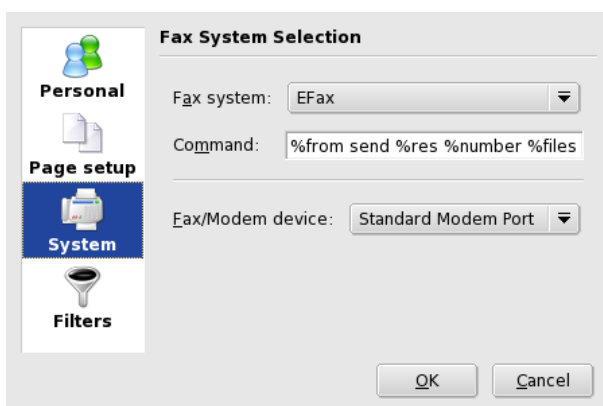 Fax System Selection
Personal
Fax system: EFax
Command: %from send %res %number %files
Page setup
Fax/Modem device: Standard Modem Port
System
Filters
OK Cancel